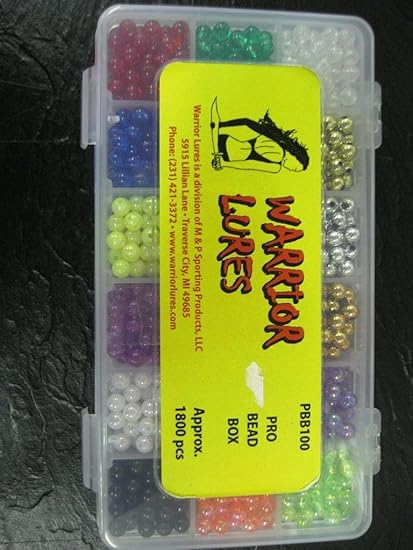 WARRIOR
LURES
Warrior Lures is a division of M & P Sporting Products, LLC
5915 Lillian Lane • Traverse City, MI 49685
Phone: (231) 421-3372 • www.warriorlures.com
PBB100
PRO
BEAD
BOX
Approx.
1800 pcs